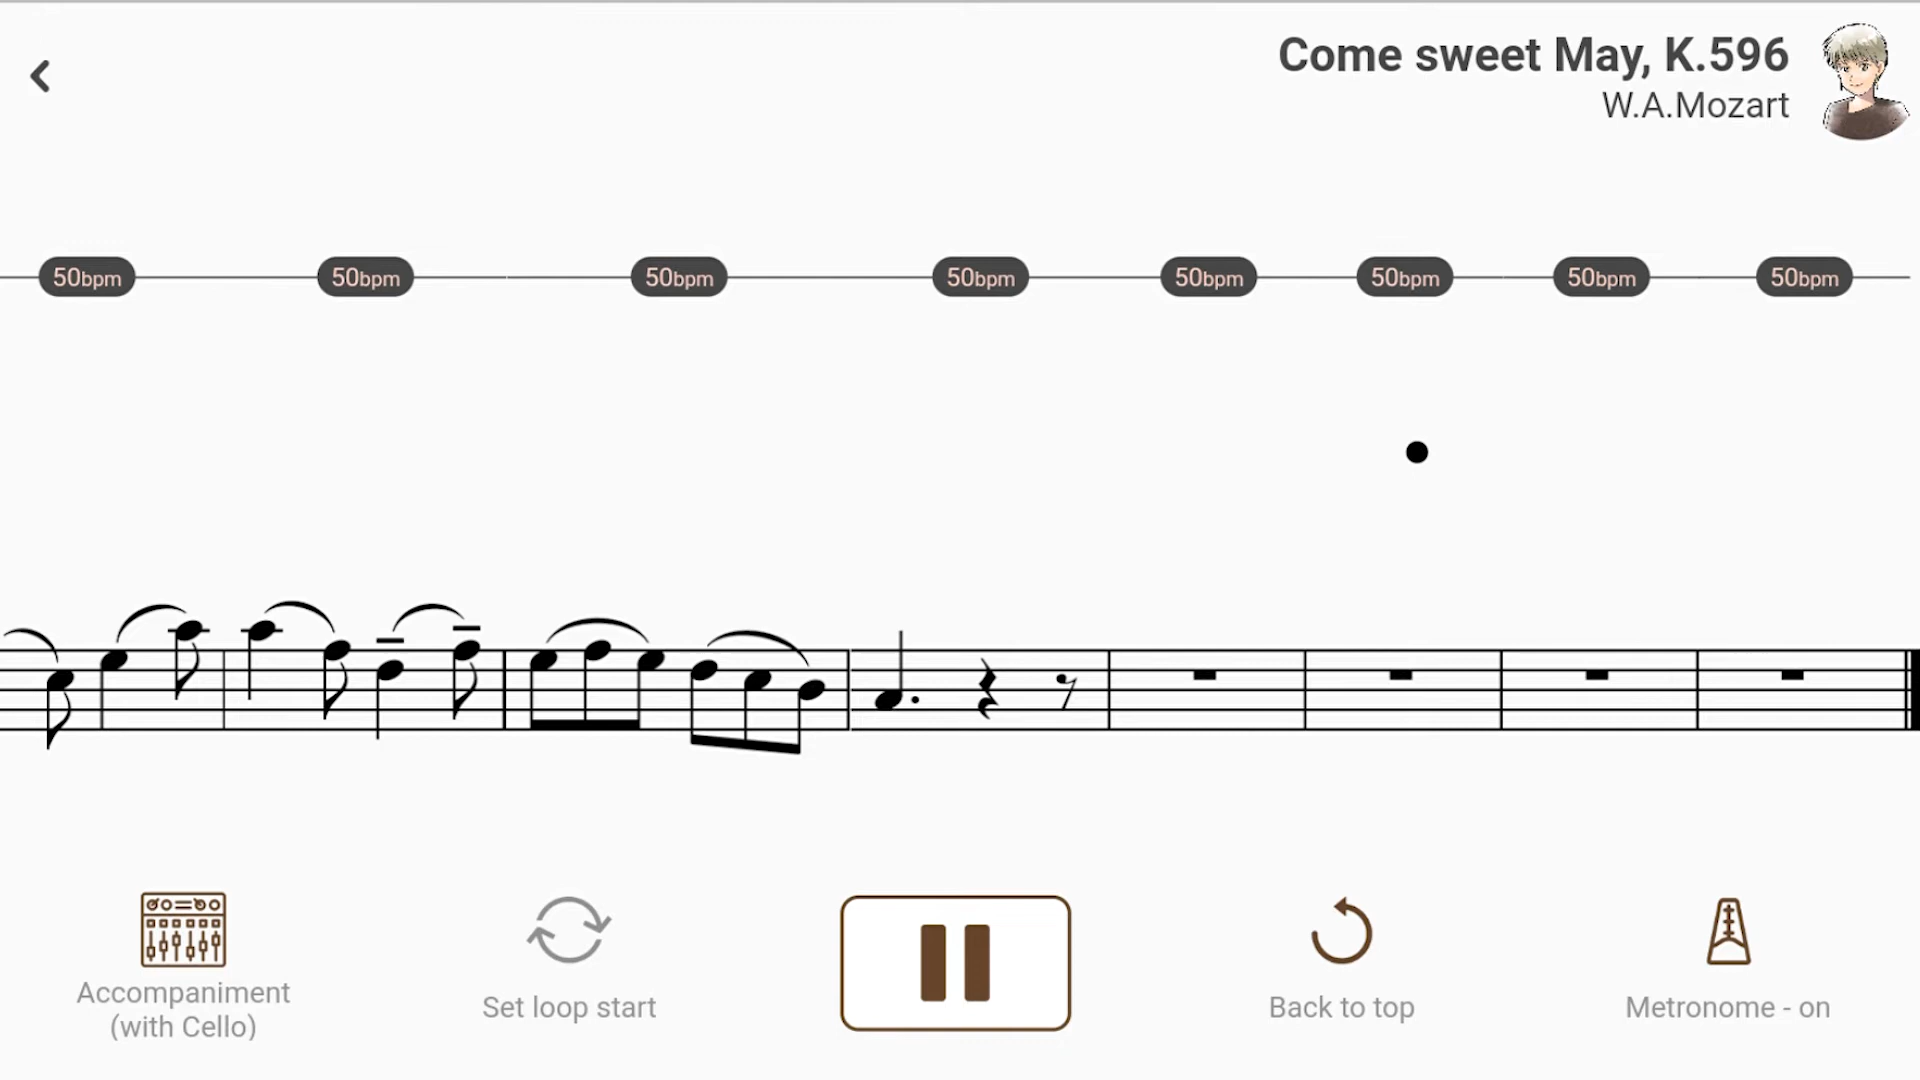 Come sweet May, K.596
W.A.Mozart
50bpm 50bpm 50bpm 50bpm 50bpm 50bpm 50bpm 50bpm
Accompaniment
(with Cello)
Set loop start
Back to top
Metronome - on